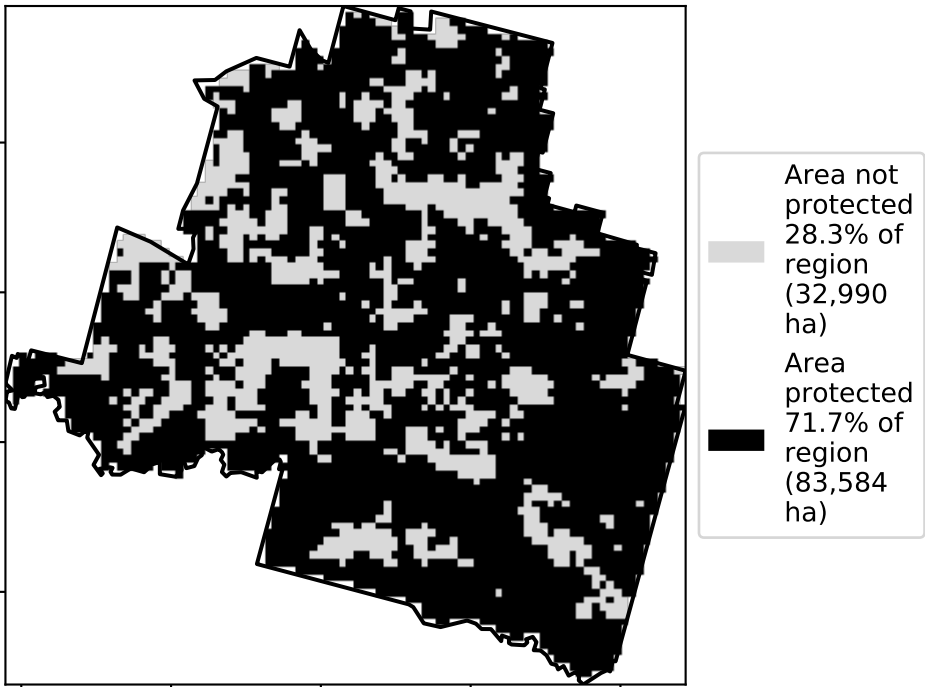 Area not
protected
28.3% of
region
(32,990
ha)
Area
protected
71.7% of
region
(83,584
ha)